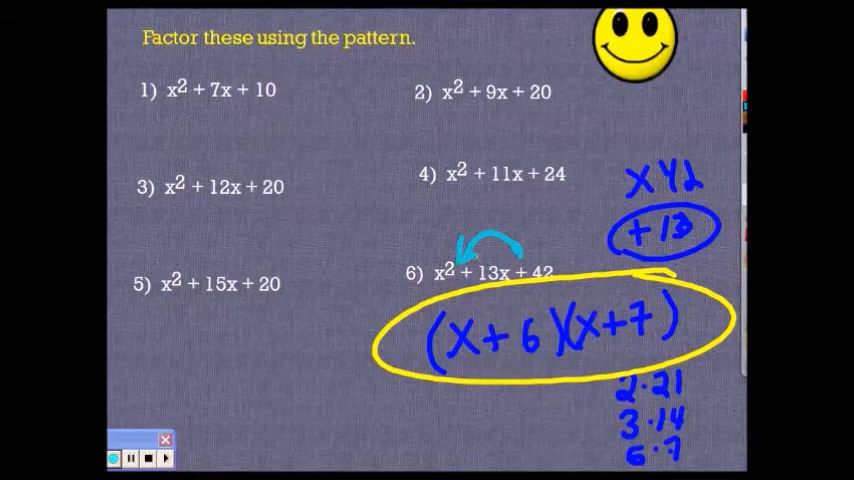 Factor these using the pattern.
1) x² + 7x + 10
2) x² + 9x + 20
3) x² + 12x + 20
4) x² + 11x + 24
+ 13
5) x² + 15x + 20
6) x² + 13x + 42
(x + 6)(x + 7)
2 · 21
3 · 14
6 · 7